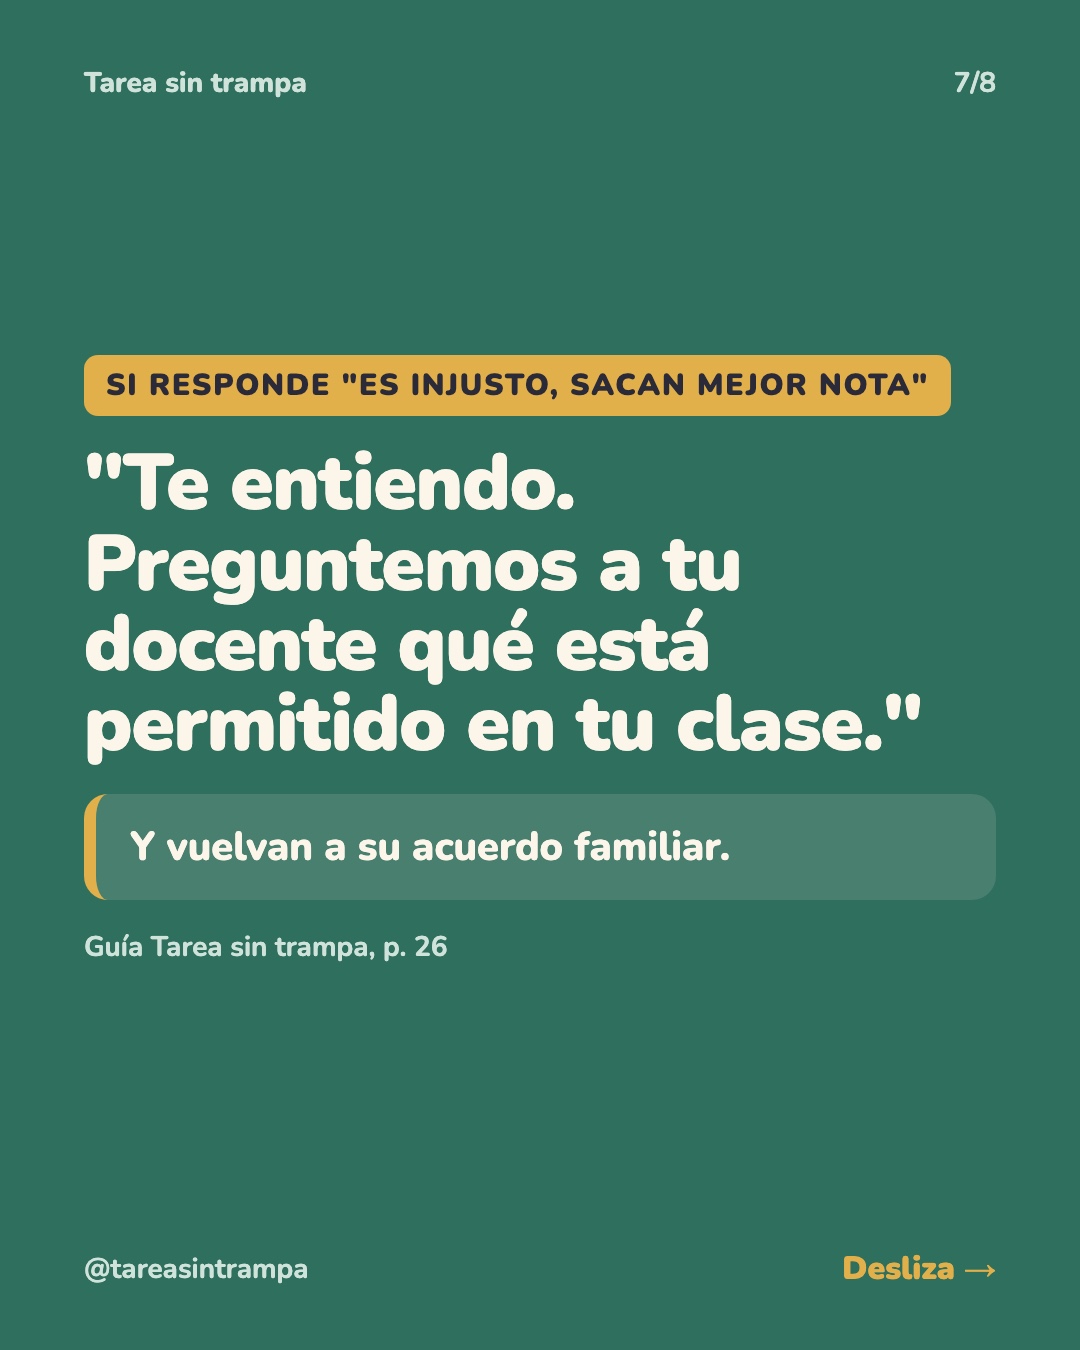 Tarea sin trampa
7/8
SI RESPONDE "ES INJUSTO, SACAN MEJOR NOTA"
"Te entiendo.
Preguntemos a tu
docente qué está
permitido en tu clase."
Y vuelvan a su acuerdo familiar.
Guía Tarea sin trampa, p. 26
@tareasintrampa
Desliza →